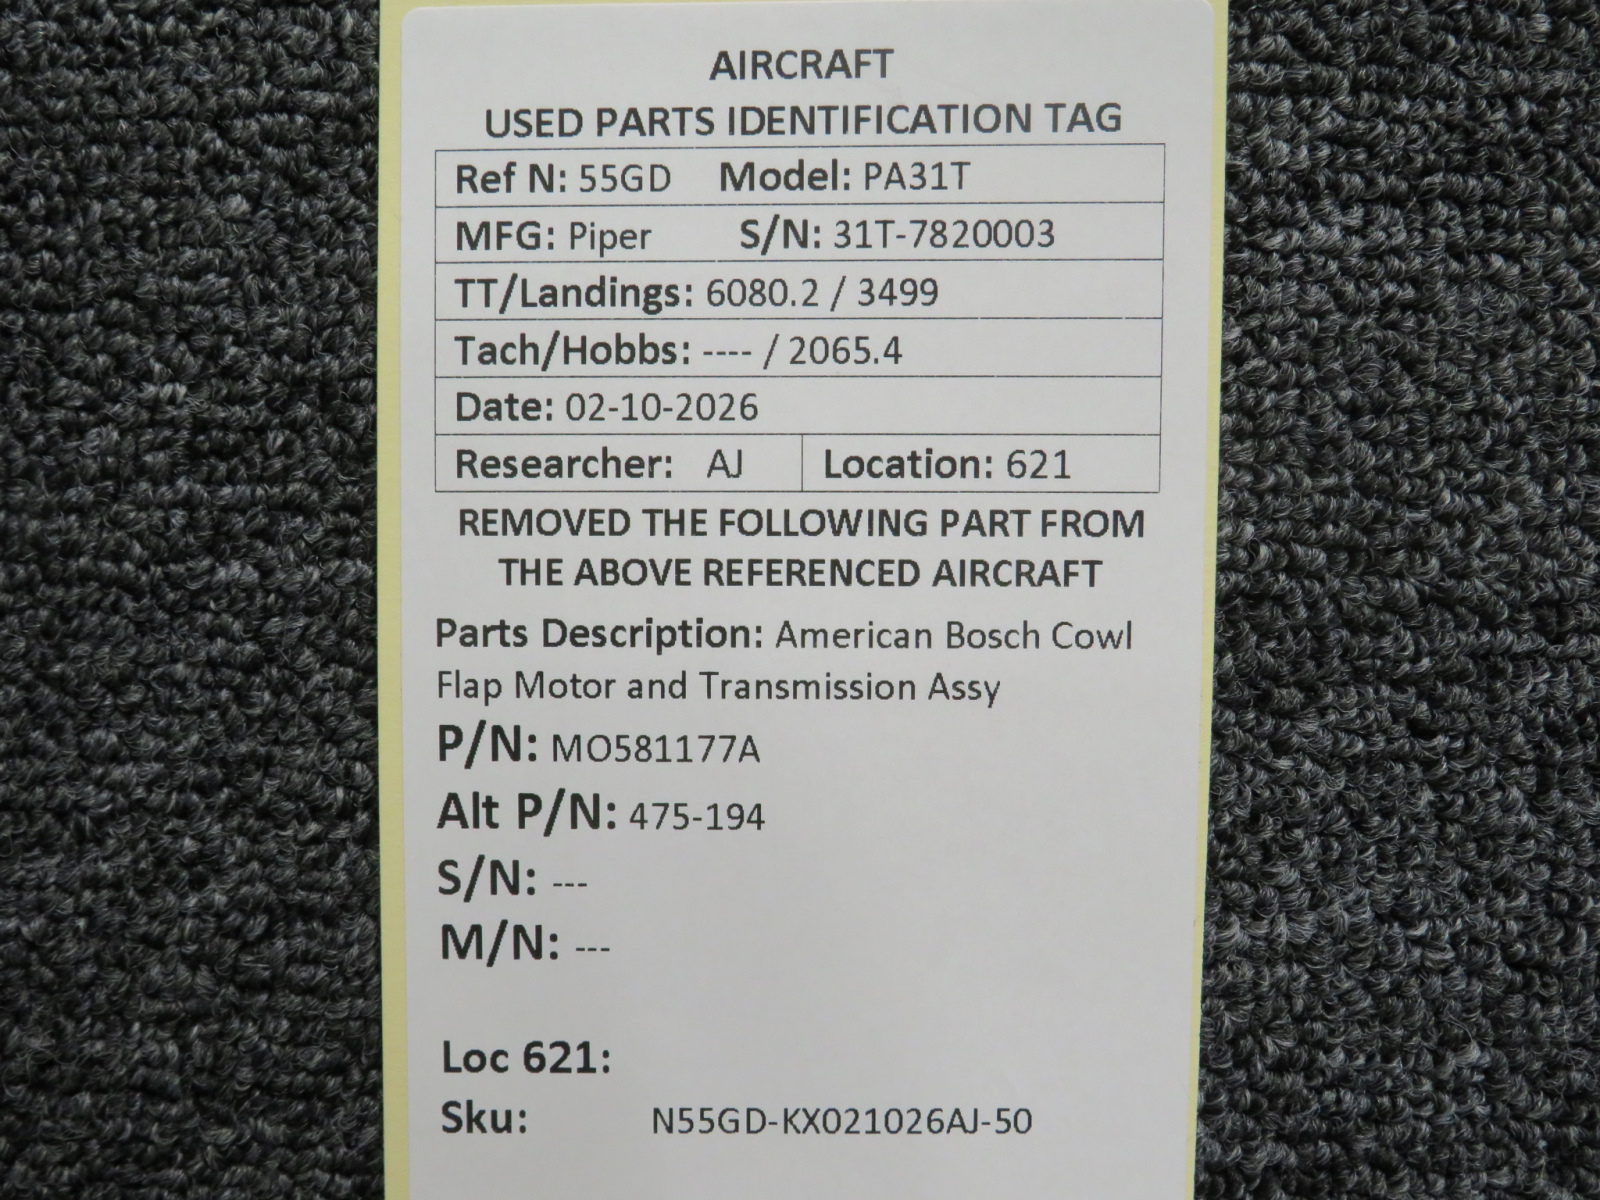 AIRCRAFT
USED PARTS IDENTIFICATION TAG
Ref N: 55GD Model: PA31T
MFG: Piper S/N: 31T-7820003
TT/Landings: 6080.2 / 3499
Tach/Hobbs: ---- / 2065.4
Date: 02-10-2026
Researcher: AJ Location: 621
REMOVED THE FOLLOWING PART FROM
THE ABOVE REFERENCED AIRCRAFT
Parts Description: American Bosch Cowl
Flap Motor and Transmission Assy
P/N: MO581177A
Alt P/N: 475-194
S/N: ---
M/N: ---
Loc 621:
Sku: N55GD-KX021026AJ-50